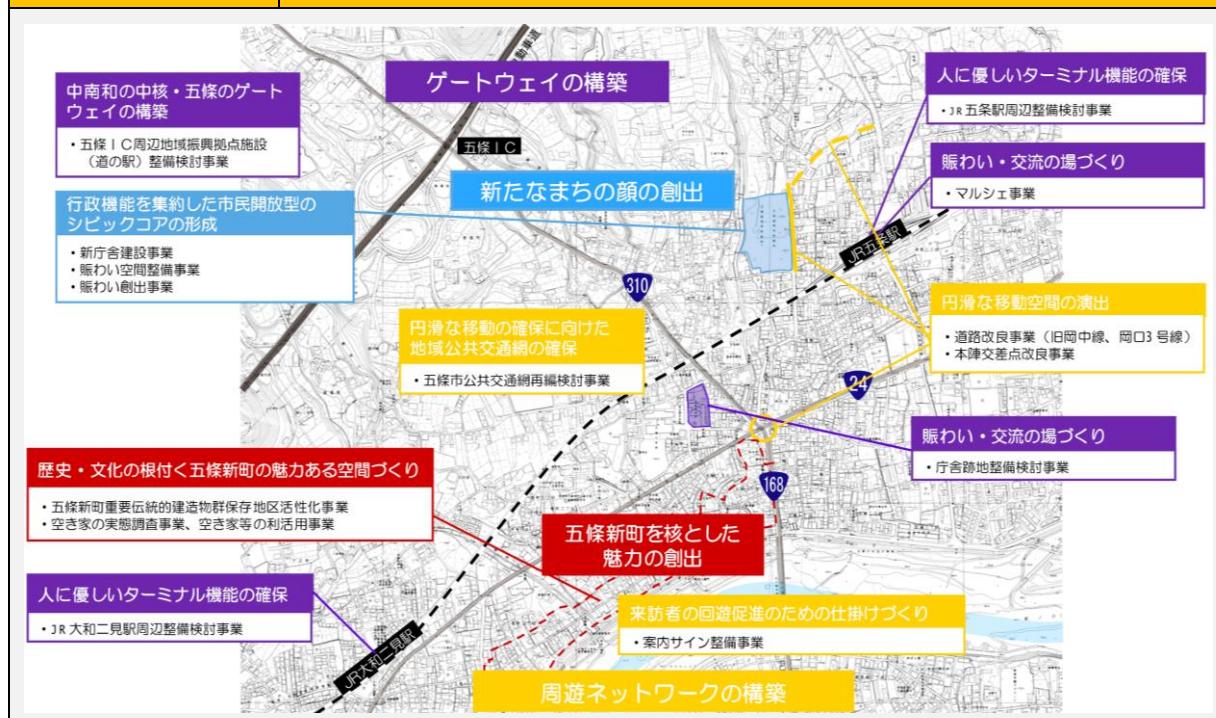 ゲートウェイの構築
中南和の中核・五條のゲート
ウェイの構築
・五條IC周辺地域振興拠点施設
(道の駅)整備検討事業
五條IC
人に優しいターミナル機能の確保
・JR五条駅周辺整備検討事業
賑わい・交流の場づくり
・マルシェ事業
新たなまちの顔の創出
行政機能を集約した市民開放型の
シビックコアの形成
・新庁舎建設事業
・賑わい空間整備事業
・賑わい創出事業
JR五条駅
310
円滑な移動空間の演出
・道路改良事業(旧岡中線、岡口3号線)
・本陣交差点改良事業
円滑な移動の確保に向けた
地域公共交通網の確保
・五條市公共交通網再編検討事業
24
賑わい・交流の場づくり
・庁舎跡地整備検討事業
歴史・文化の根付く五條新町の魅力ある空間づくり
・五條新町重要伝統的建造物群保存地区活性化事業
・空き家の実態調査事業、空き家等の利活用事業
168
五條新町を核とした
魅力の創出
人に優しいターミナル機能の確保
・JR大和二見駅周辺整備検討事業
JR大和二見駅
来訪者の回遊促進のための仕掛けづくり
・案内サイン整備事業
周遊ネットワークの構築